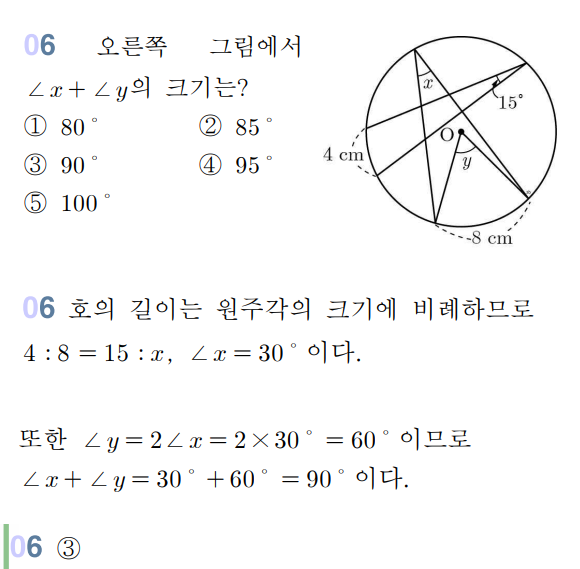 06 오른쪽 그림에서
∠x+∠y의 크기는?
① 80° ② 85°
③ 90° ④ 95°
⑤ 100°
x
15°
O
y
4 cm
8 cm
06 호의 길이는 원주각의 크기에 비례하므로
4 : 8 = 15 : x, ∠x = 30° 이다.
또한 ∠y = 2∠x = 2×30° = 60° 이므로
∠x+∠y = 30° + 60° = 90° 이다.
06 ③